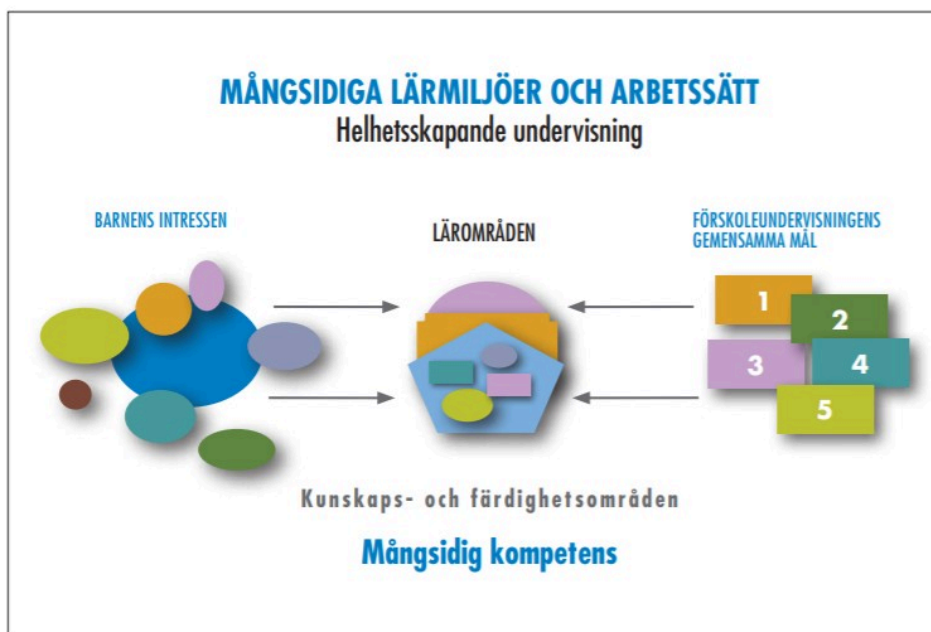 MÅNGSIDIGA LÄRMILJÖER OCH ARBETSSÄTT
Helhetsskapande undervisning
BARNENS INTRESSEN
LÄROMRÅDEN
FÖRSKOLEUNDERVISNINGENS
GEMENSAMMA MÅL
1
2
3
4
5
Kunskaps- och färdighetsområden
Mångsidig kompetens